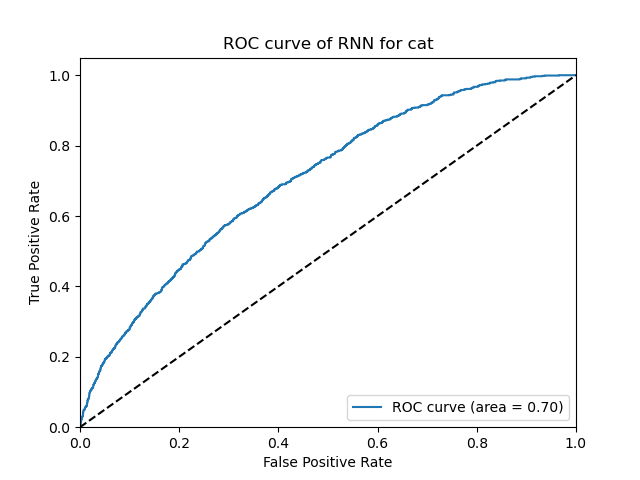 ROC curve of RNN for cat
True Positive Rate
1.0
0.8
0.6
0.4
0.2
0.0
ROC curve (area = 0.70)
0.0 0.2 0.4 0.6 0.8 1.0
False Positive Rate